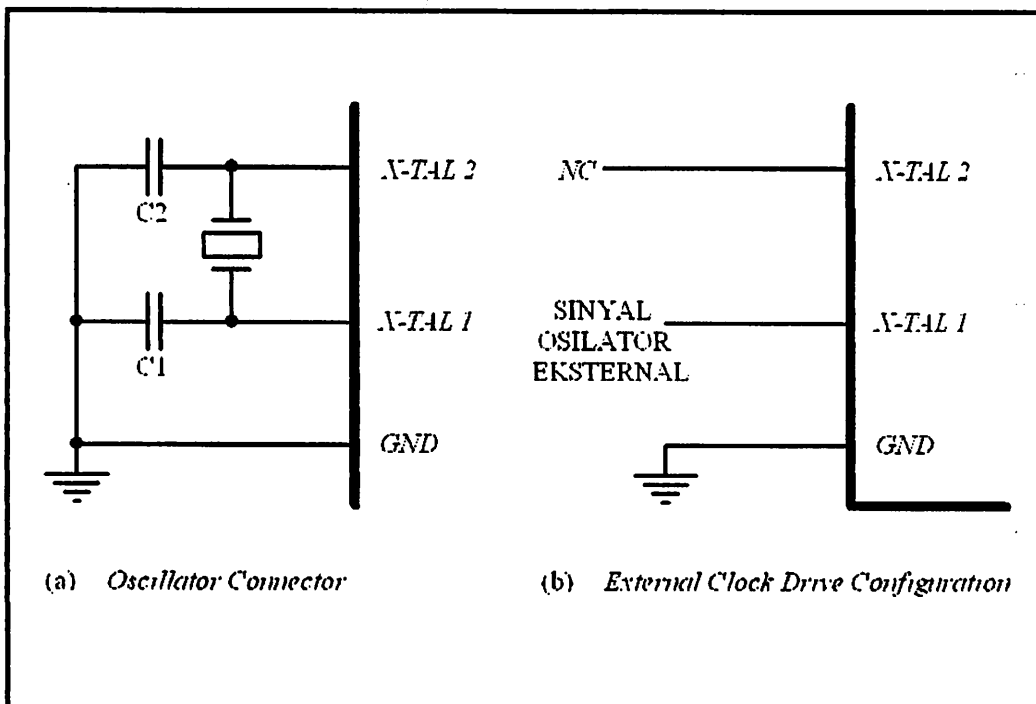 X-TAL 2
C2
X-TAL 1
C1
GND
(a) Oscillator Connector
NC
X-TAL 2
SINYAL
OSILATOR
EKSTERNAL
X-TAL 1
GND
(b) External Clock Drive Configuration